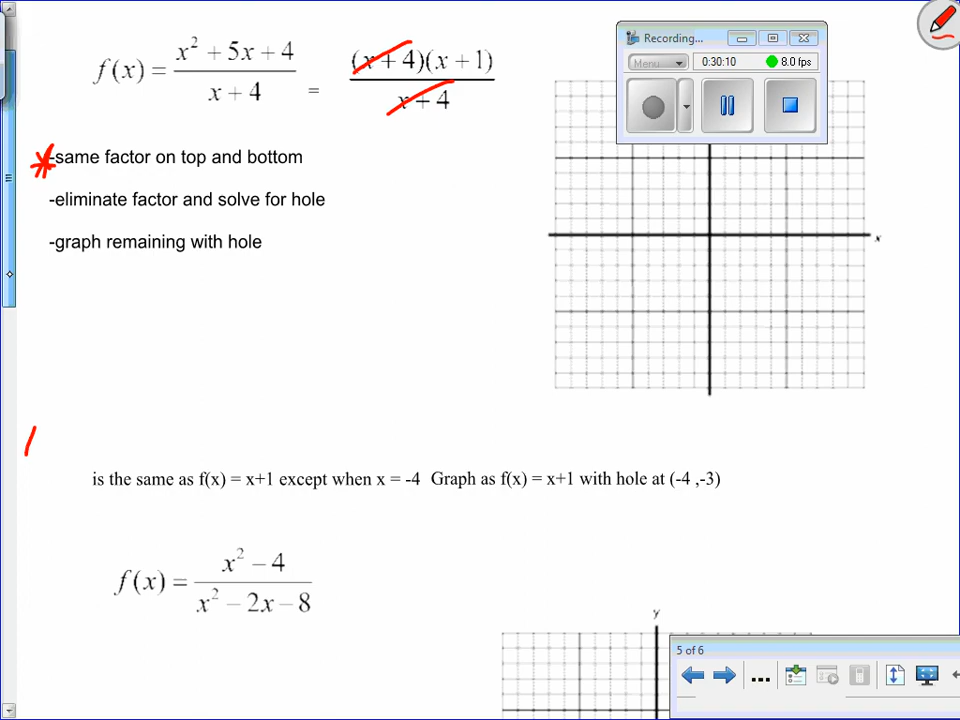 f(x) = x² + 5x + 4 / x + 4 = (x + 4)(x + 1) / x + 4
Recording...
Menu
0:30:10
8.0 fps
-same factor on top and bottom
-eliminate factor and solve for hole
-graph remaining with hole
x
is the same as f(x) = x+1 except when x = -4 Graph as f(x) = x+1 with hole at (-4 ,-3)
f(x) = x² − 4 / x² − 2x − 8
y
5 of 6
...